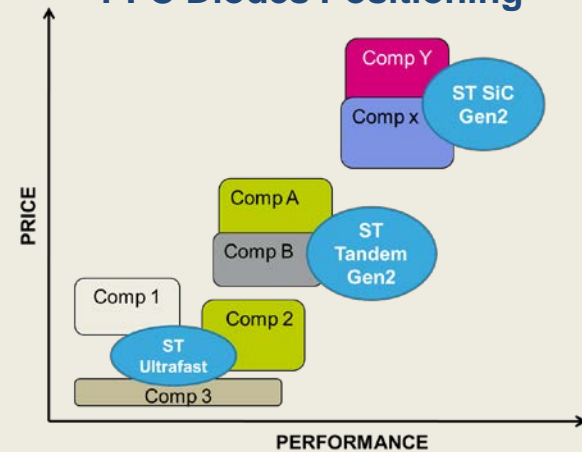 Diodes Positioning
Comp Y
ST SiC
Gen2
Comp x
Comp A
ST
Tandem
Gen2
Comp B
PRICE
Comp 1
Comp 2
ST
Ultrafast
Comp 3
PERFORMANCE